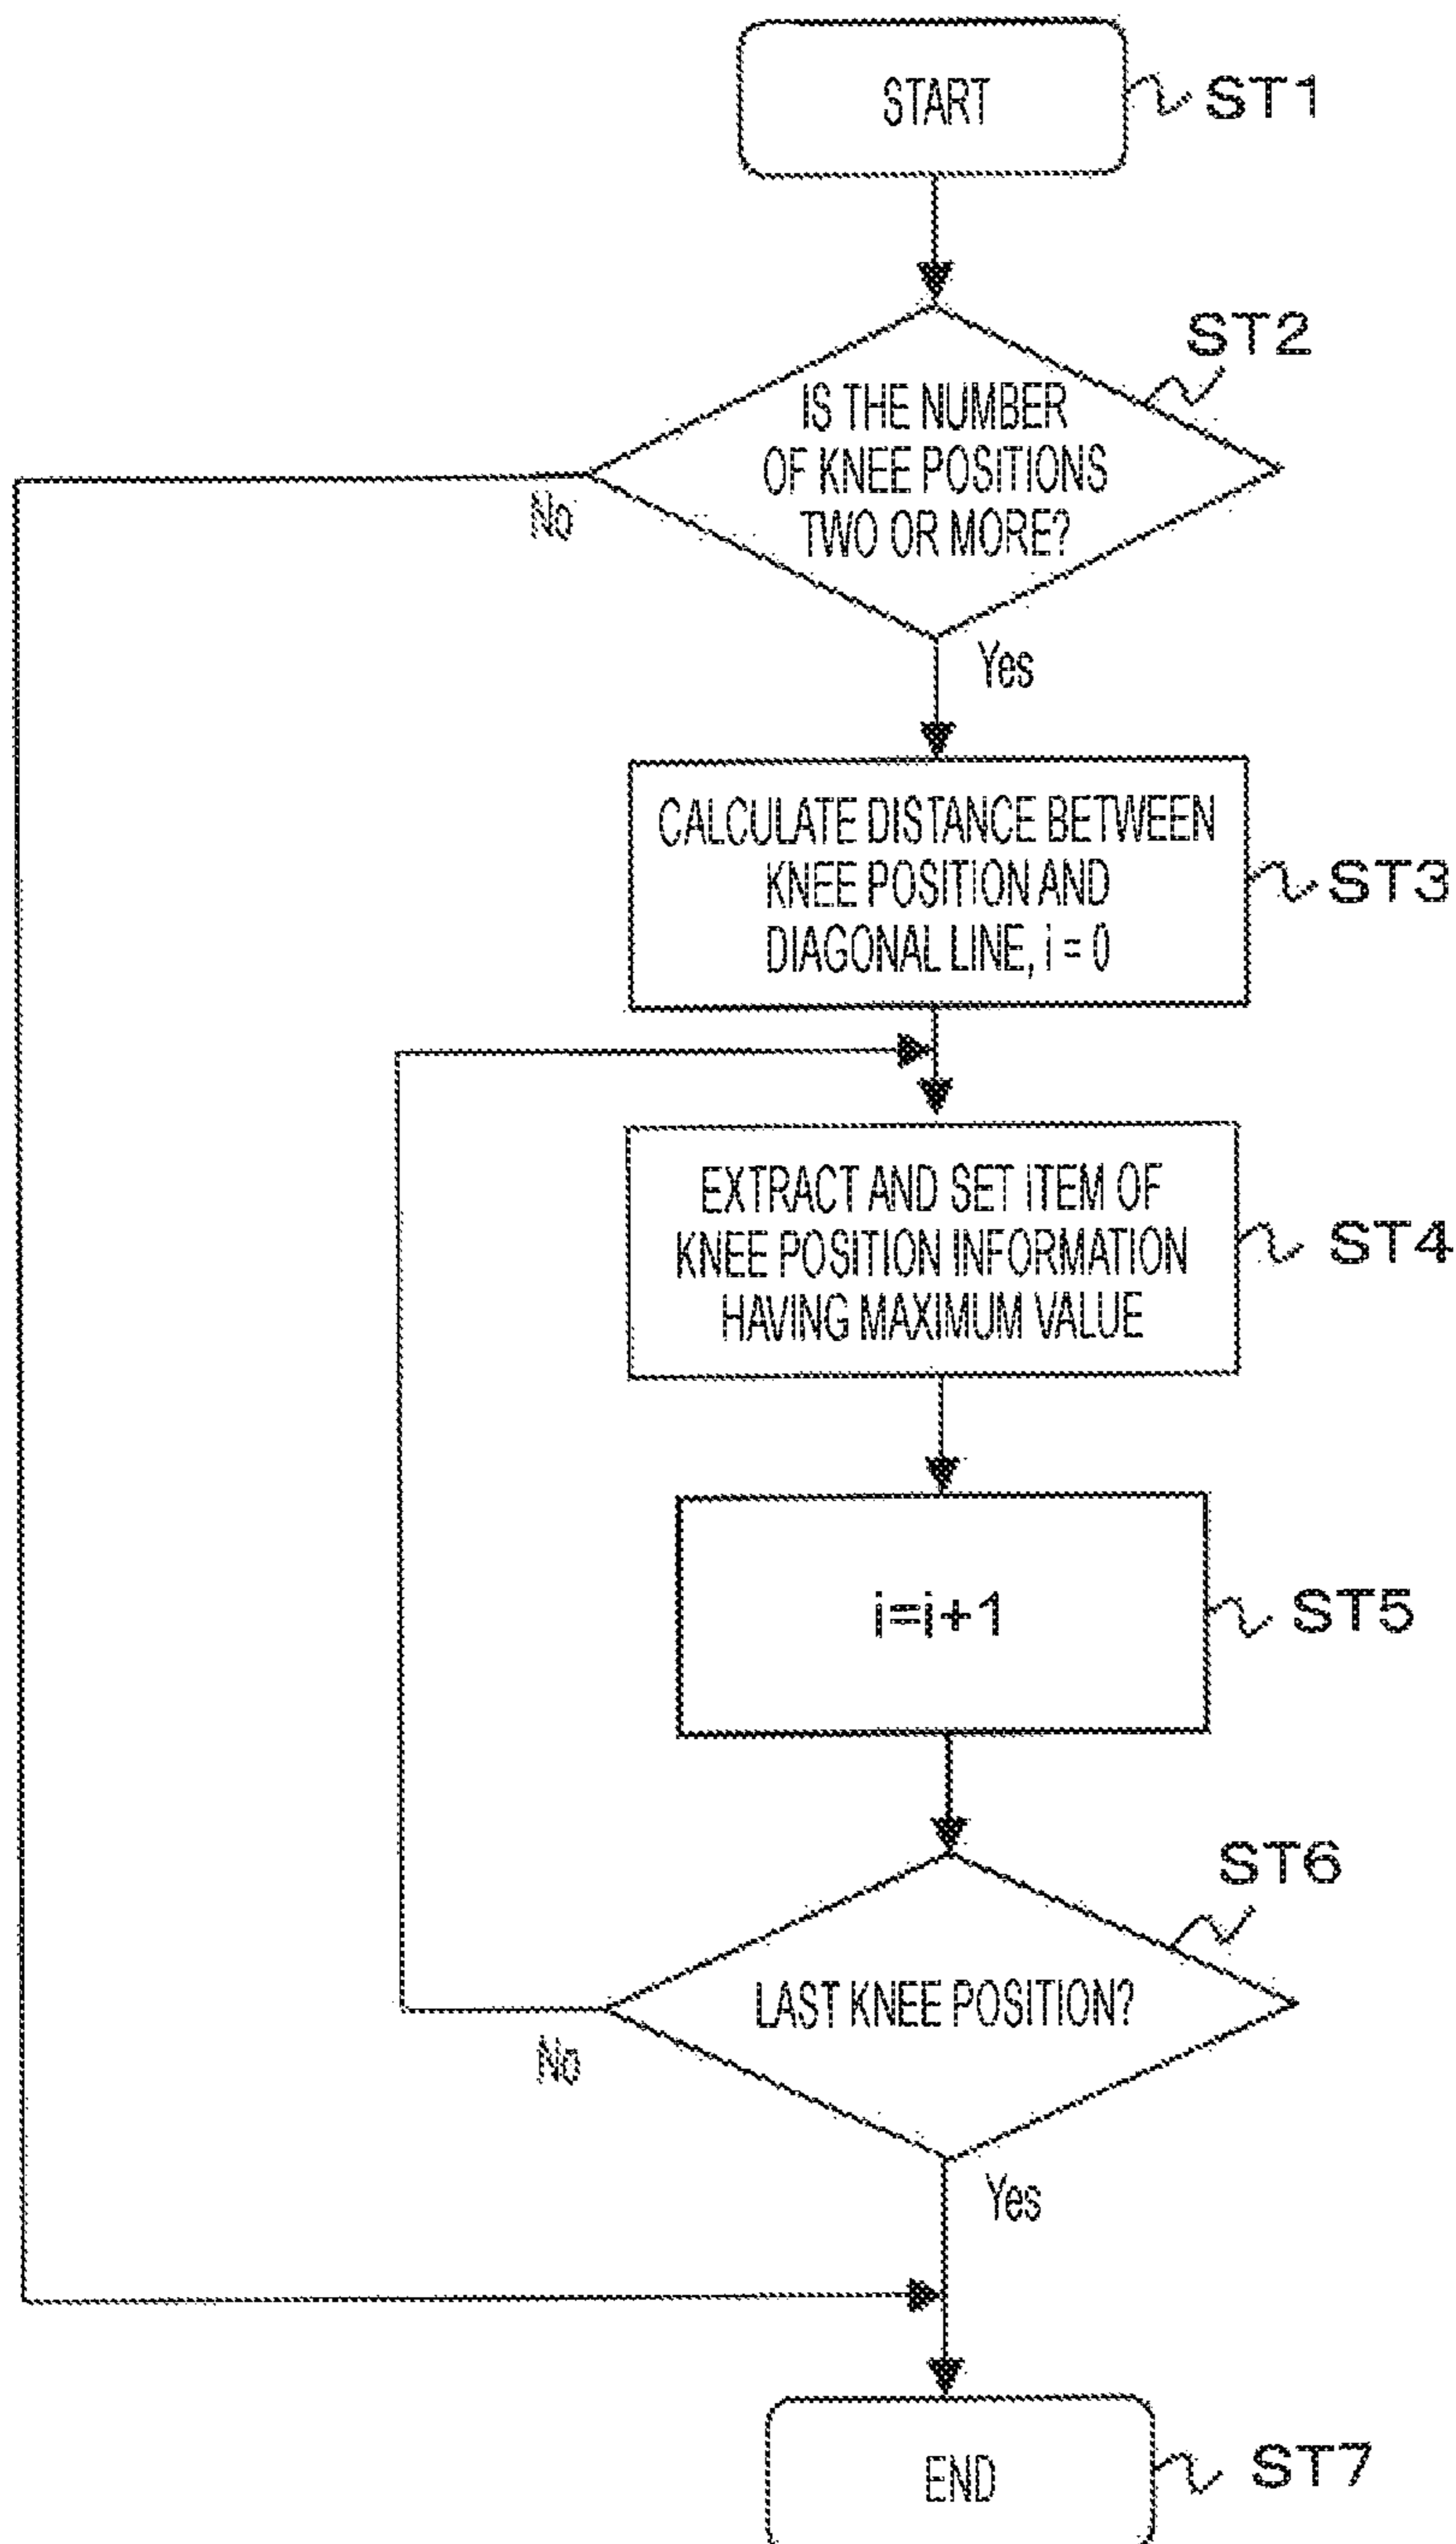 START
ST1
ST2
IS THE NUMBER
OF KNEE POSITIONS
TWO OR MORE?
No
Yes
CALCULATE DISTANCE BETWEEN
KNEE POSITION AND
DIAGONAL LINE, i = 0
ST3
EXTRACT AND SET ITEM OF
KNEE POSITION INFORMATION
HAVING MAXIMUM VALUE
ST4
i=i+1
ST5
ST6
LAST KNEE POSITION?
No
Yes
END
ST7